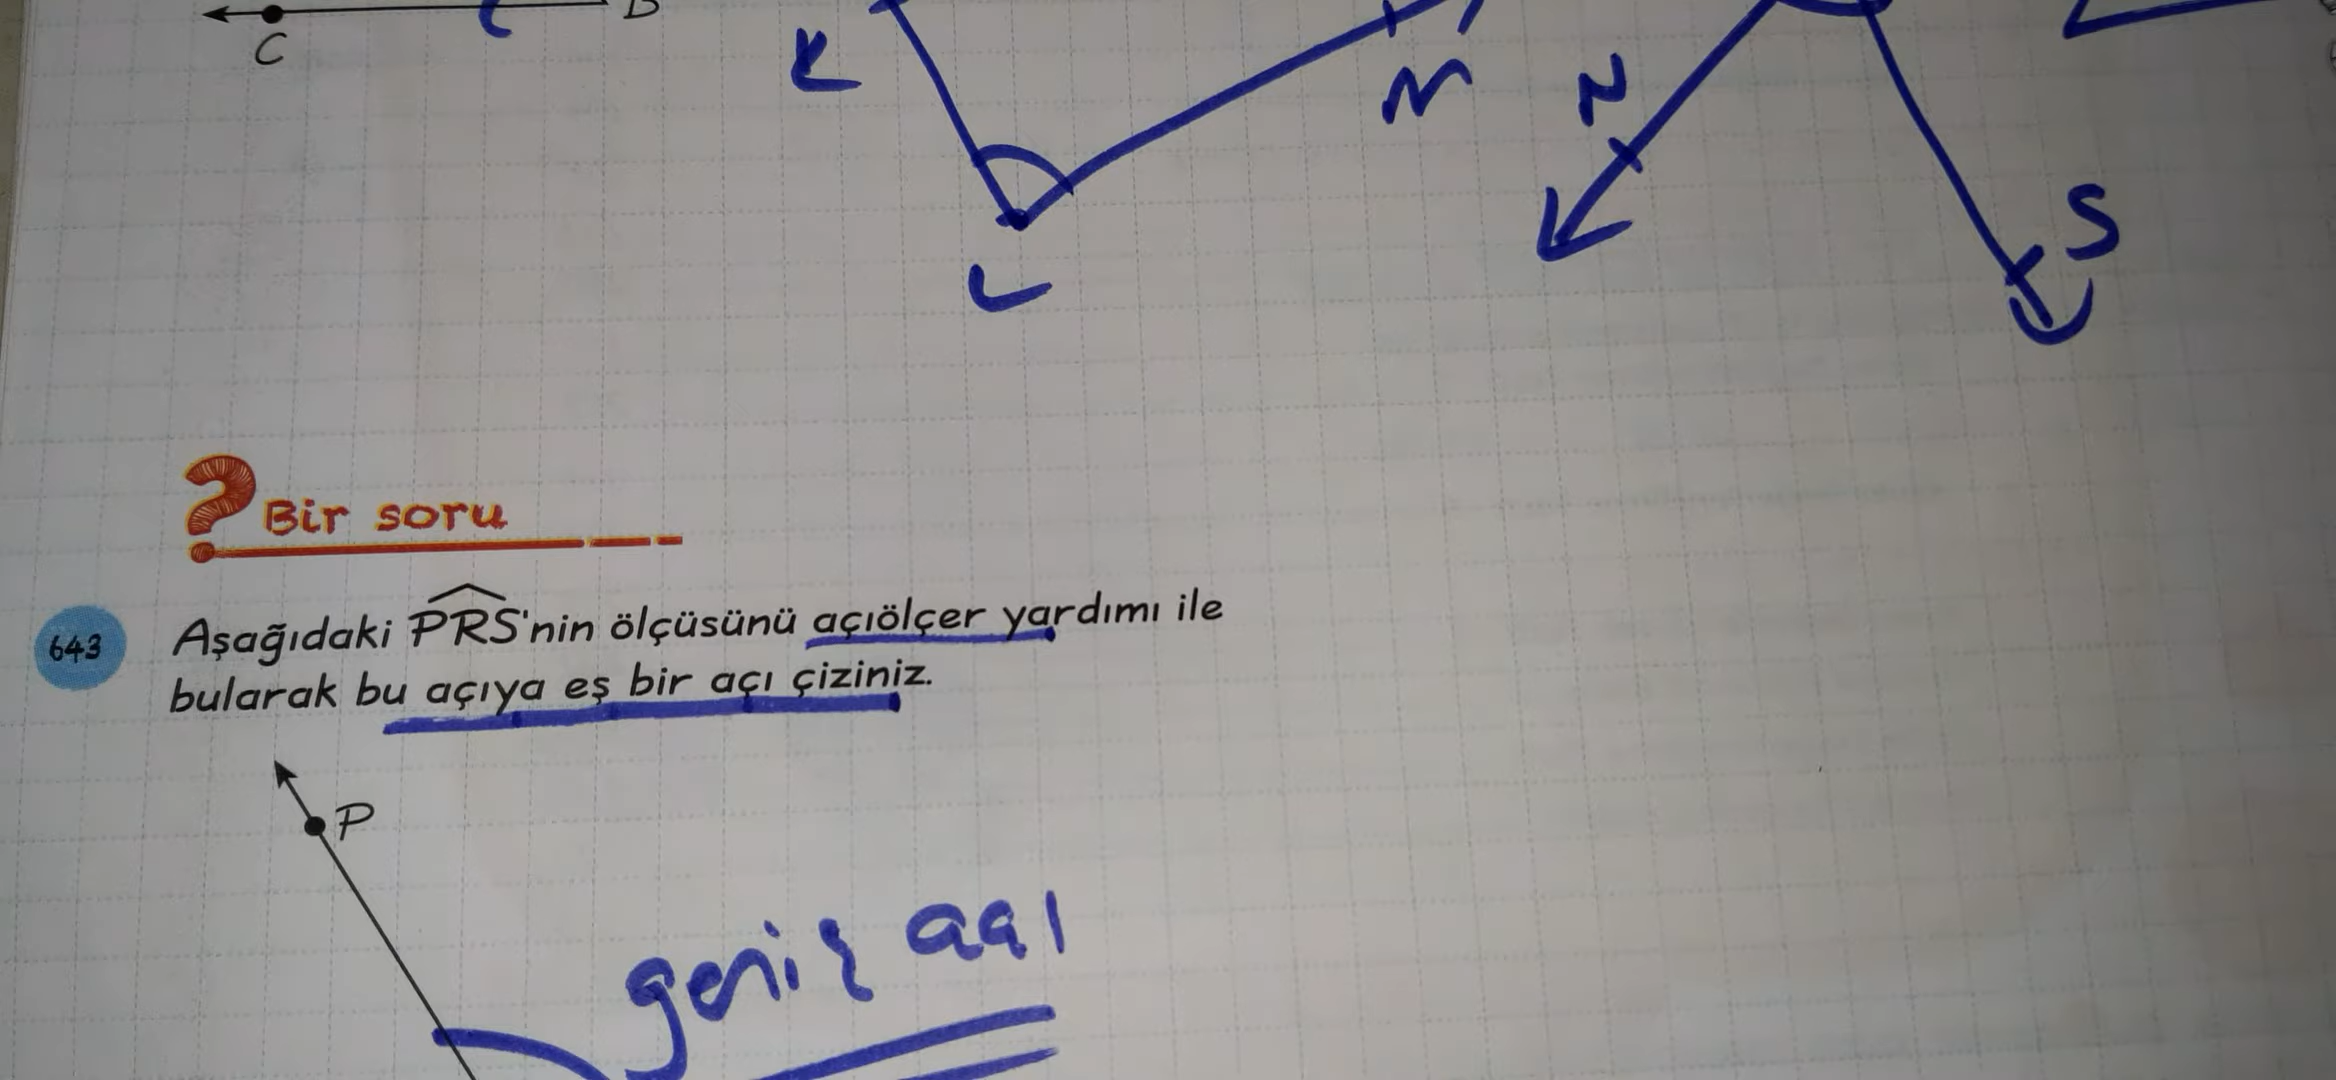 C
B
K
M
N
L
S
? Bir soru
643 Aşağıdaki PRS'nin ölçüsünü açıölçer yardımı ile
bularak bu açıya eş bir açı çiziniz.
P
geniş açı